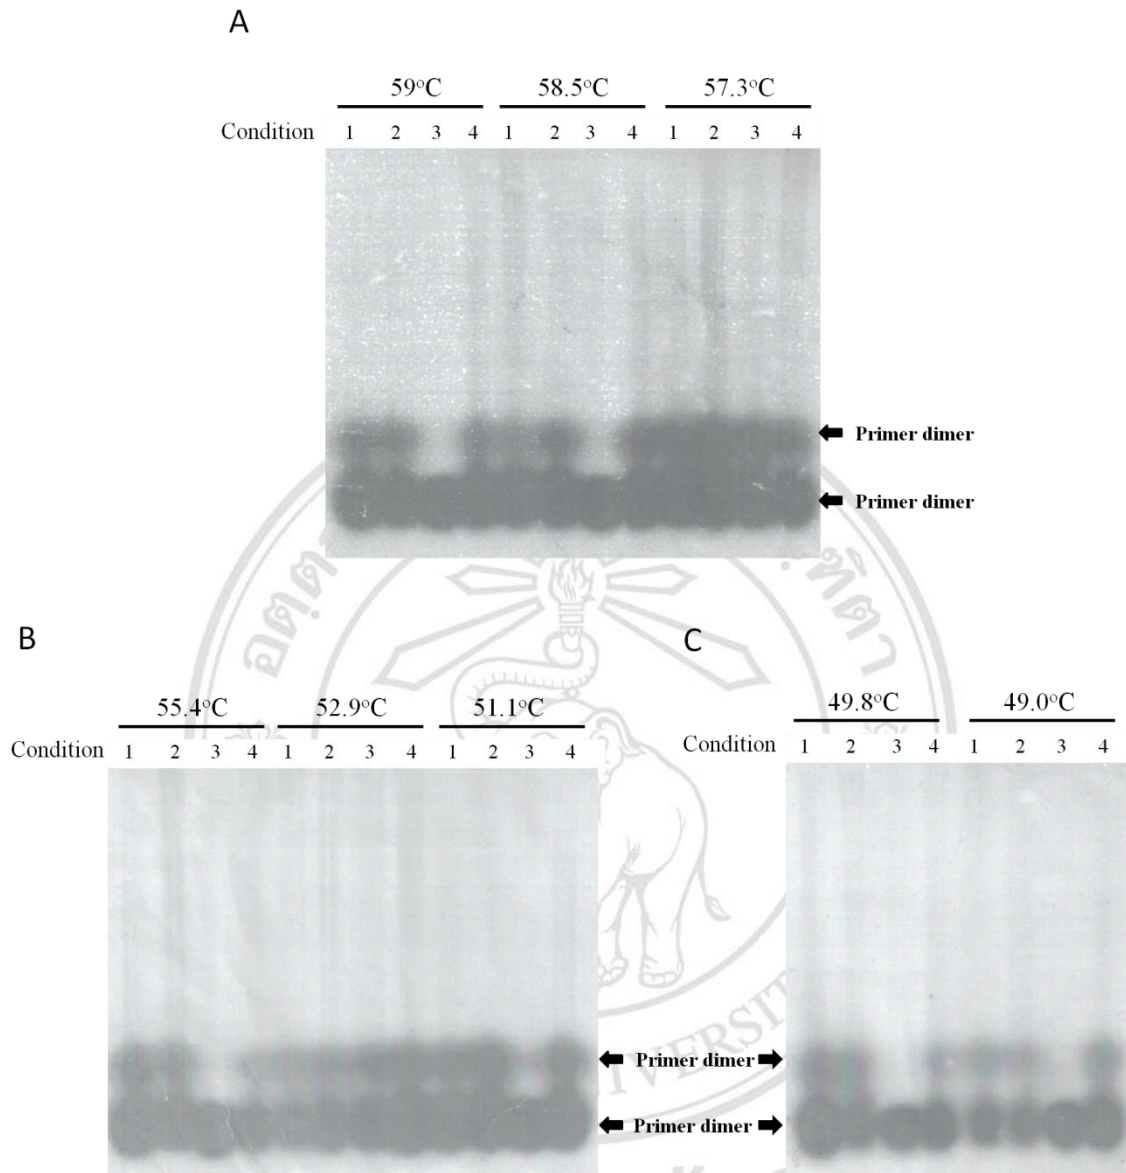 A
59°C 58.5°C 57.3°C
Condition 1 2 3 4 1 2 3 4 1 2 3 4
Primer dimer
Primer dimer
B
55.4°C 52.9°C 51.1°C
Condition 1 2 3 4 1 2 3 4 1 2 3 4
C
49.8°C 49.0°C
Condition 1 2 3 4 1 2 3 4
Primer dimer
Primer dimer